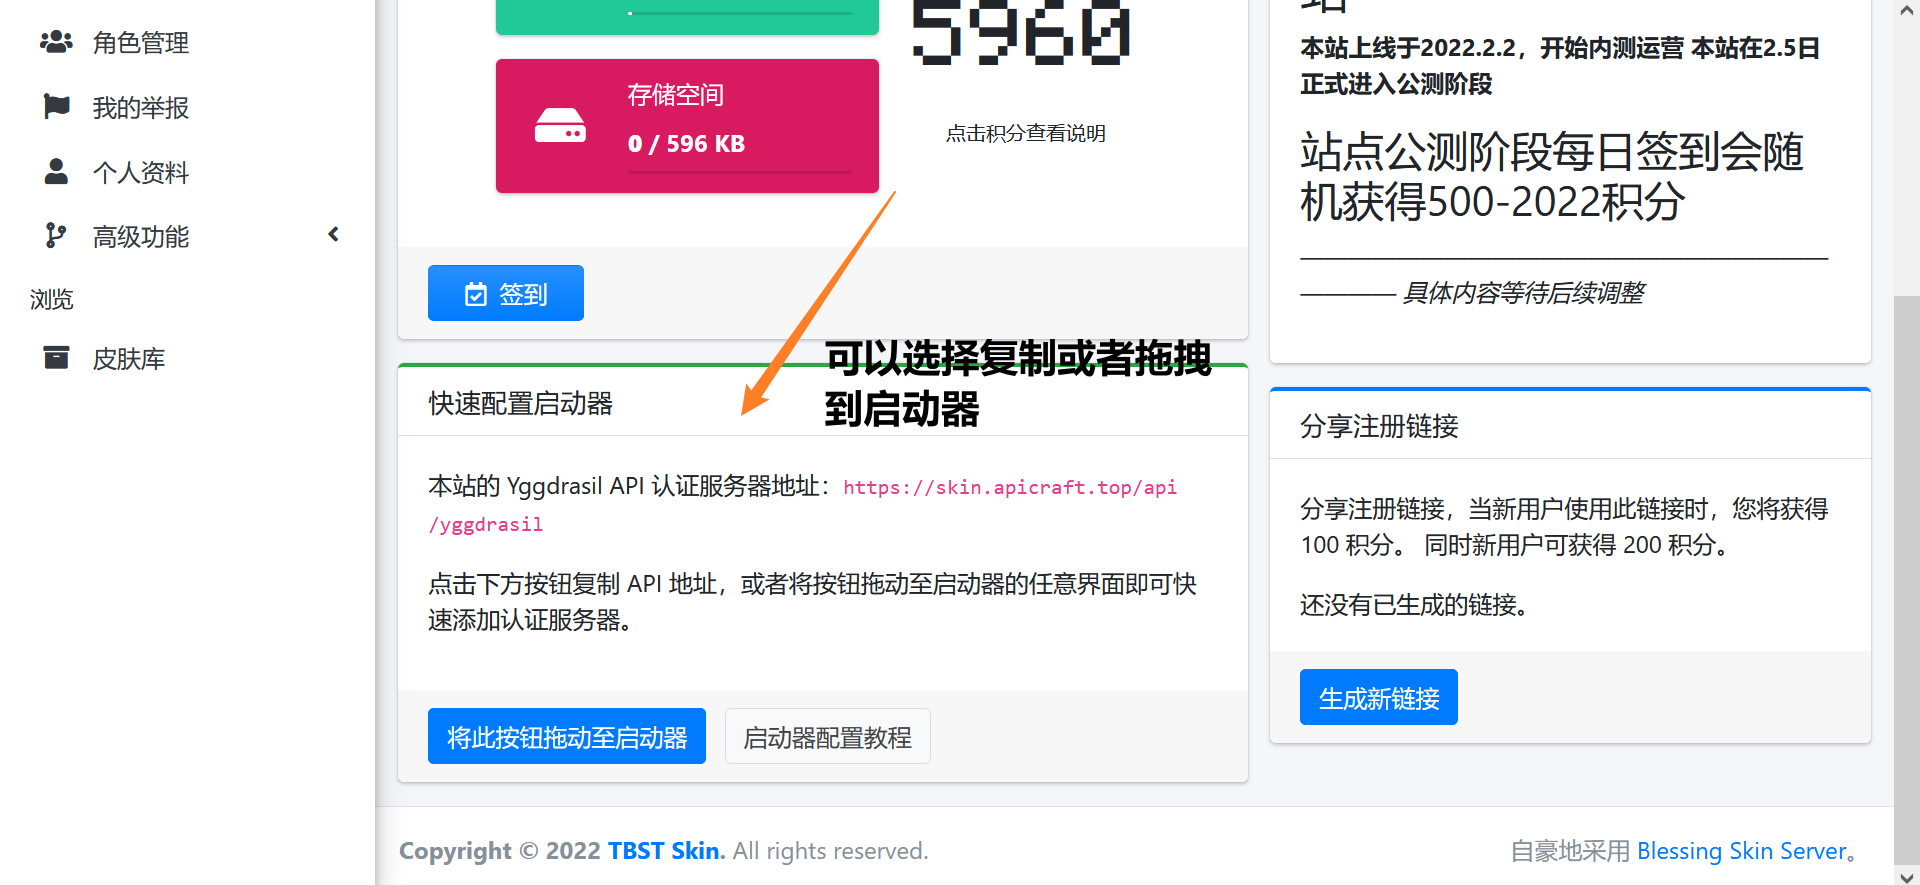 角色管理
我的举报
个人资料
高级功能
浏览
皮肤库
存储空间
0 / 596 KB
5960
点击积分查看说明
签到
可以选择复制或者拖拽
到启动器
快速配置启动器
本站的 Yggdrasil API 认证服务器地址：https://skin.apicraft.top/api
/yggdrasil
点击下方按钮复制 API 地址，或者将按钮拖动至启动器的任意界面即可快
速添加认证服务器。
将此按钮拖动至启动器
启动器配置教程
站
本站上线于2022.2.2，开始内测运营 本站在2.5日
正式进入公测阶段
站点公测阶段每日签到会随
机获得500-2022积分
——————————————————————
———— 具体内容等待后续调整
分享注册链接
分享注册链接，当新用户使用此链接时，您将获得
100 积分。 同时新用户可获得 200 积分。
还没有已生成的链接。
生成新链接
Copyright © 2022 TBST Skin. All rights reserved.
自豪地采用 Blessing Skin Server。